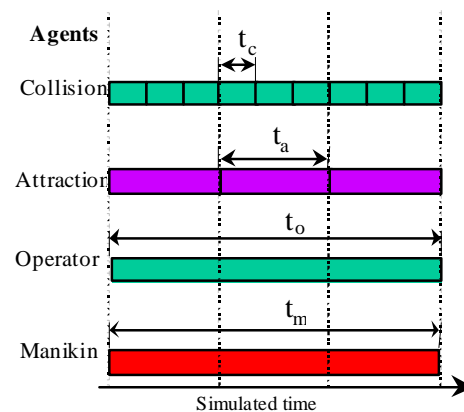 Agents
t_c
Collision
t_a
Attraction
t_o
Operator
t_m
Manikin
Simulated time